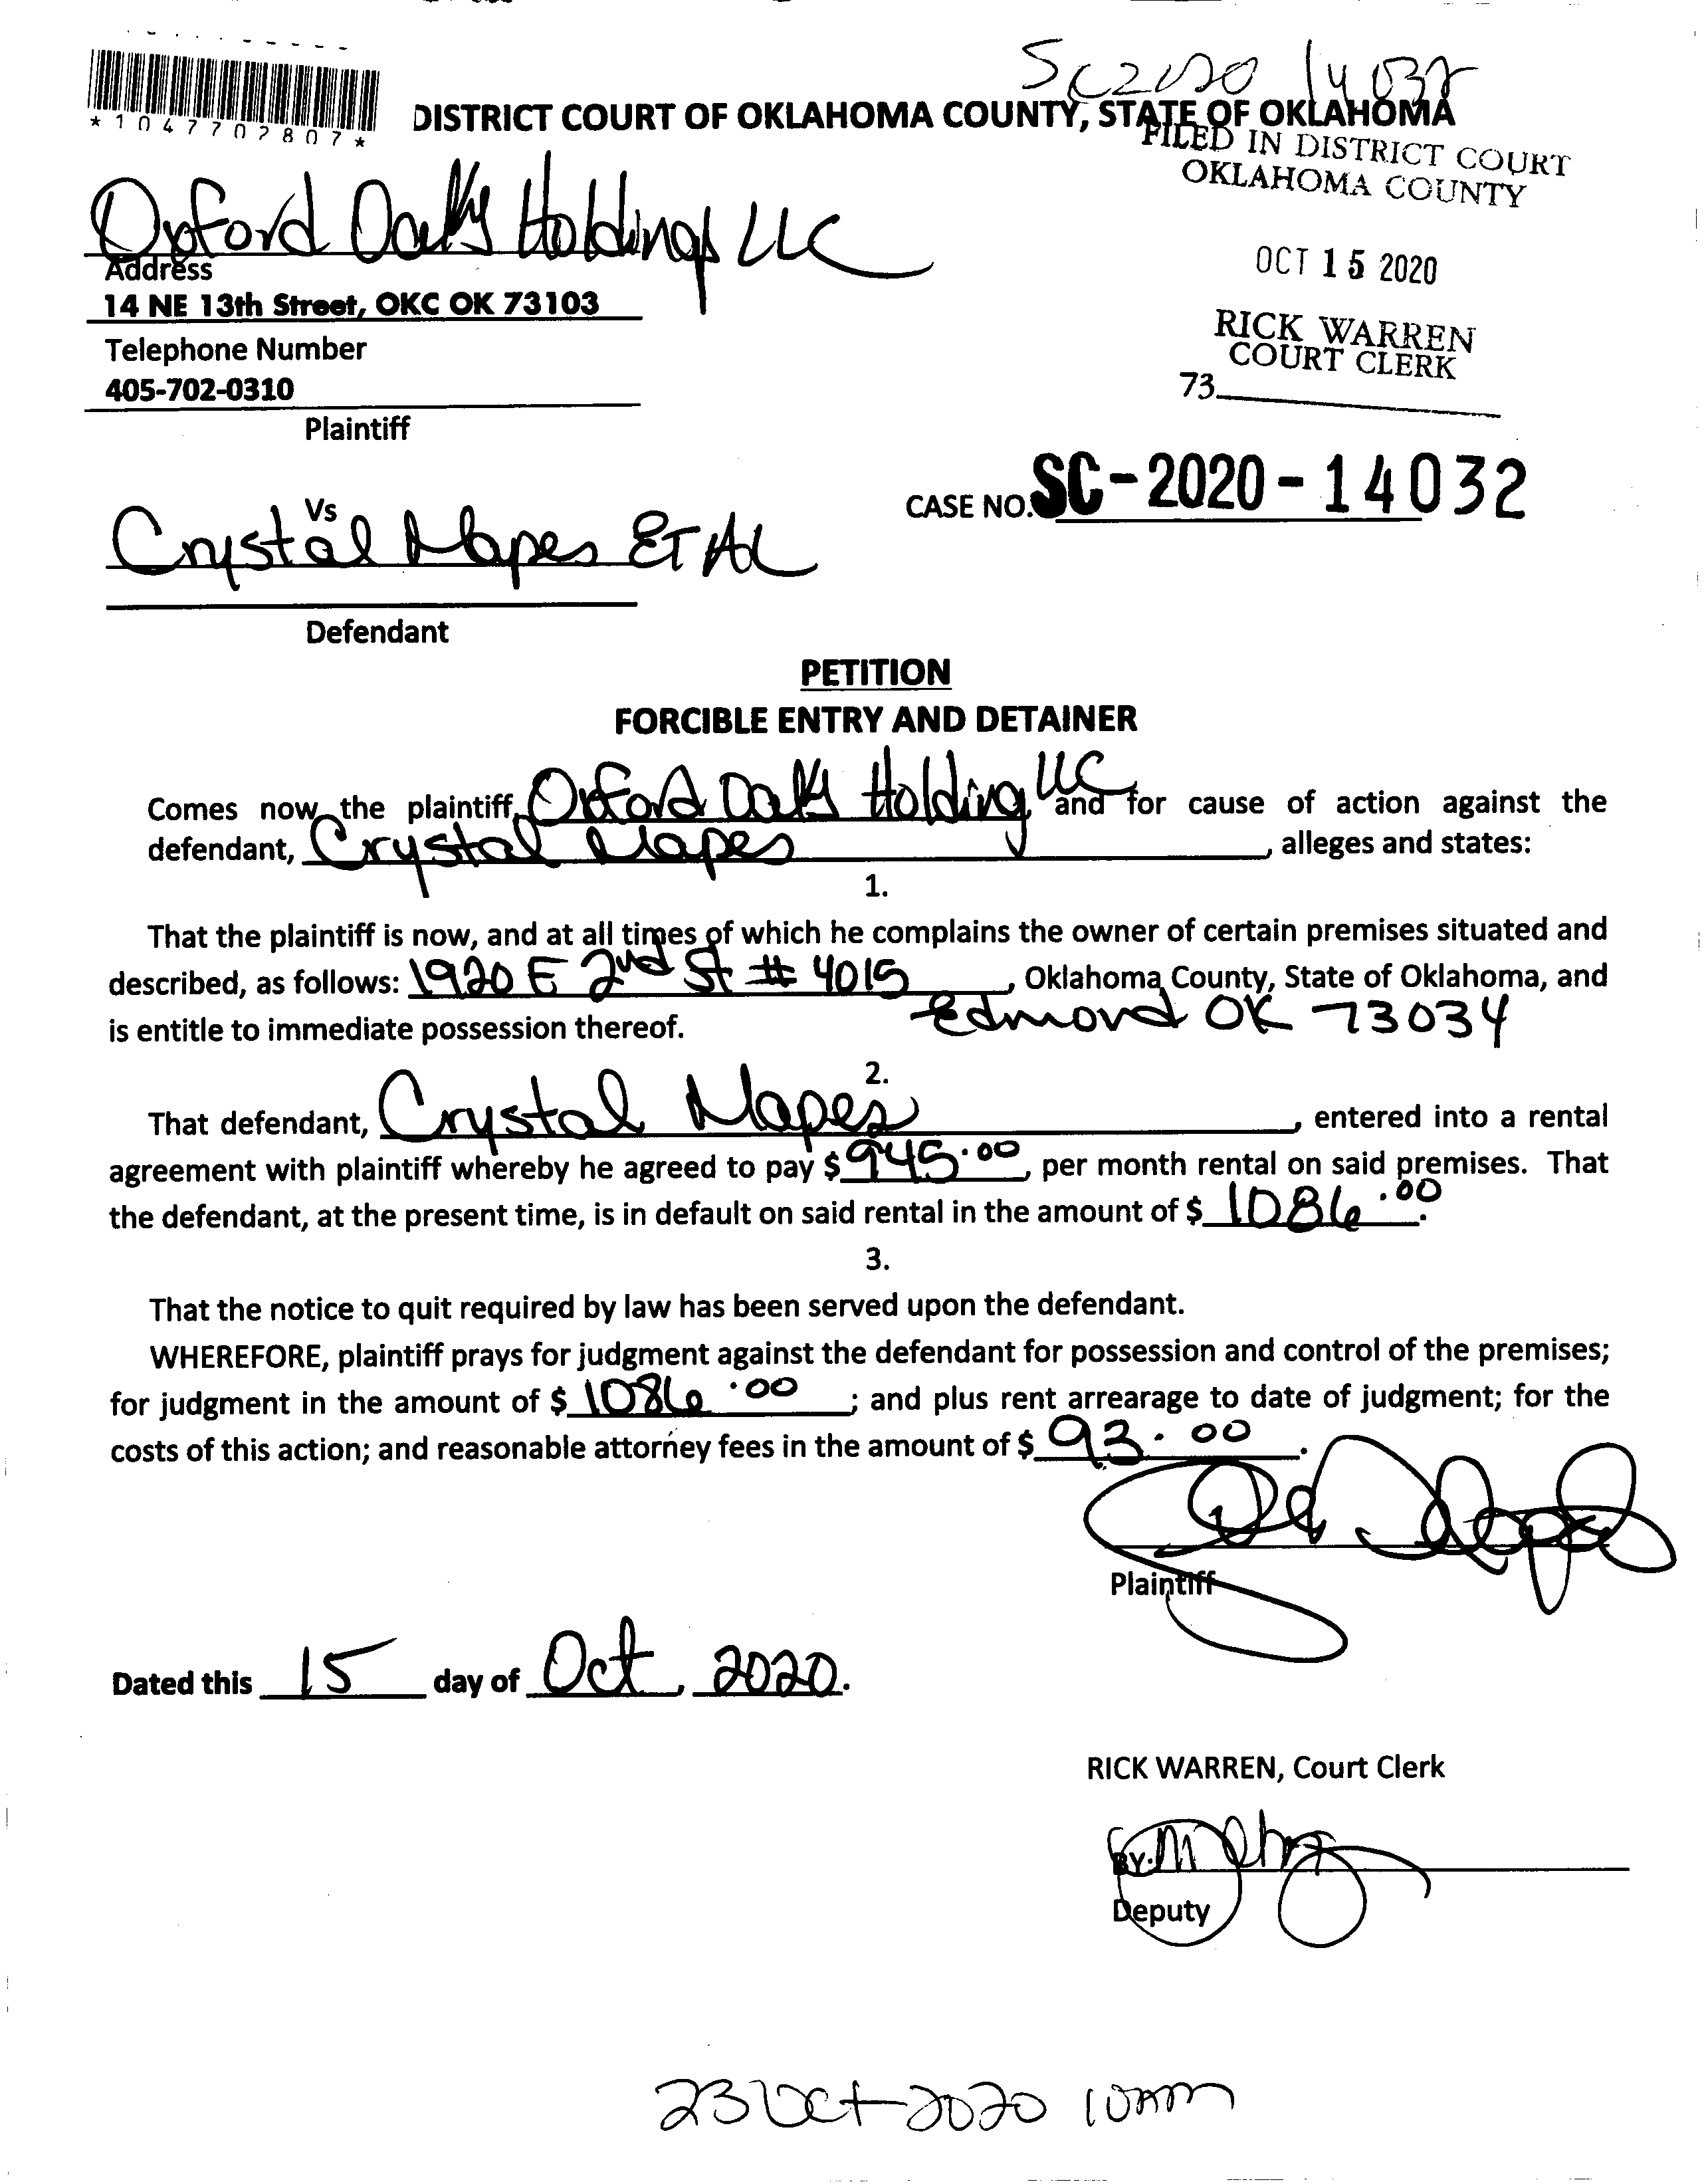 SC2020 14032
*1047702807*
DISTRICT COURT OF OKLAHOMA COUNTY, STATE OF OKLAHOMA
FILED IN DISTRICT COURT
OKLAHOMA COUNTY
Oxford Oaks Holdings LLC
Address
OCT 15 2020
14 NE 13th Street, OKC OK 73103
RICK WARREN
COURT CLERK
Telephone Number
73
405-702-0310
Plaintiff
CASE NO. SC-2020-14032
Vs
Crystal Mapes ET AL
Defendant
PETITION
FORCIBLE ENTRY AND DETAINER
Comes now the plaintiff, Oxford Oaks Holding LLC and for cause of action against the
defendant, Crystal Mapes, alleges and states:
1.
That the plaintiff is now, and at all times of which he complains the owner of certain premises situated and
described, as follows: 1920 E 2nd St # 4015, Oklahoma County, State of Oklahoma, and
is entitle to immediate possession thereof. Edmond OK 73034
2.
That defendant, Crystal Mapes, entered into a rental
agreement with plaintiff whereby he agreed to pay $ 945.00, per month rental on said premises. That
the defendant, at the present time, is in default on said rental in the amount of $ 1086.00.
3.
That the notice to quit required by law has been served upon the defendant.
WHEREFORE, plaintiff prays for judgment against the defendant for possession and control of the premises;
for judgment in the amount of $ 1086.00; and plus rent arrearage to date of judgment; for the
costs of this action; and reasonable attorney fees in the amount of $ 93.00.
Plaintiff
Dated this 15 day of Oct, 2020.
RICK WARREN, Court Clerk
BY:
Deputy
23 Oct 2020 10AM